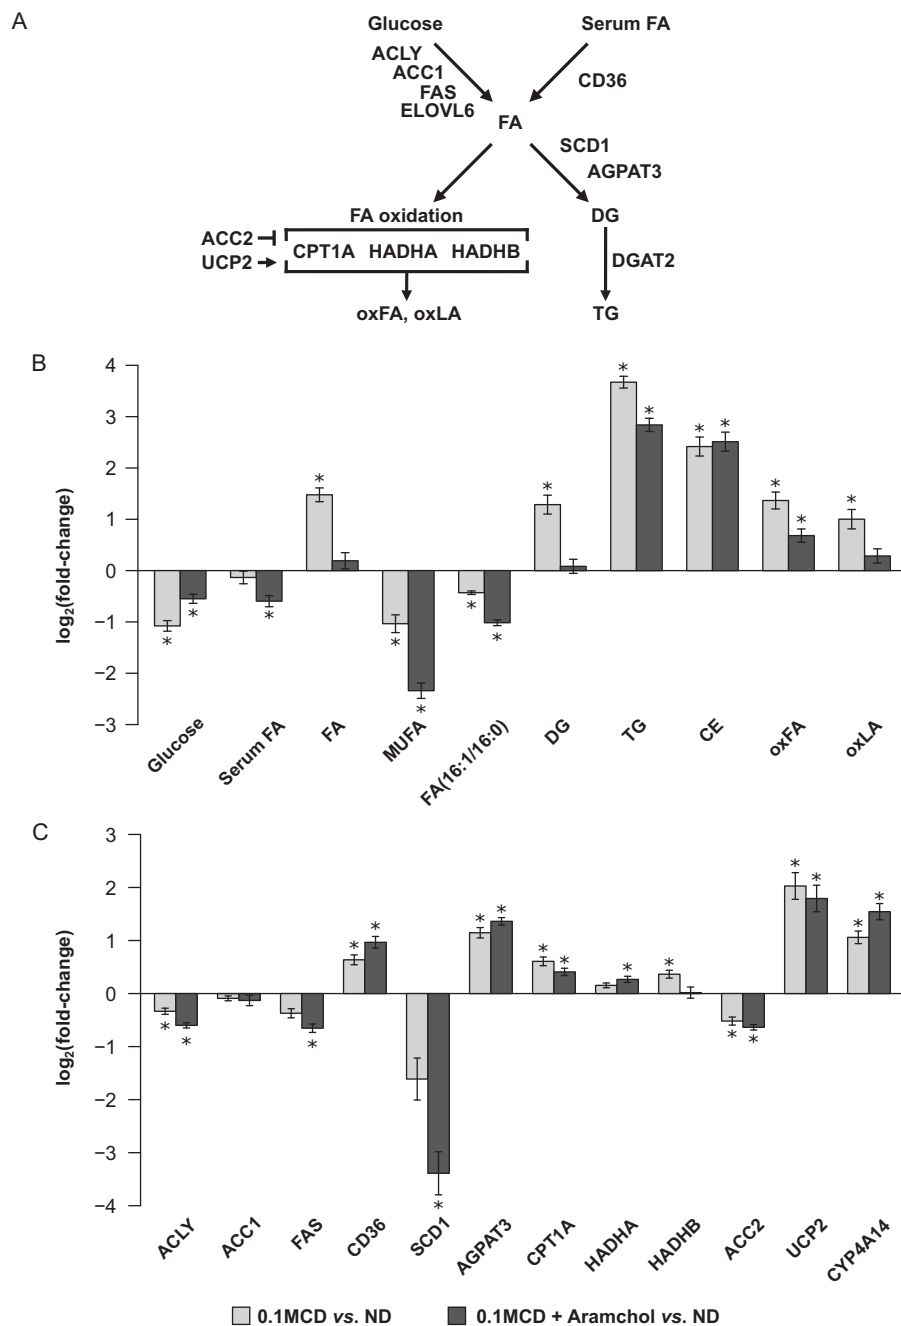 A
Glucose
Serum FA
ACLY
ACC1
FAS
ELOVL6
CD36
FA
SCD1
AGPAT3
FA oxidation
DG
ACC2
UCP2
CPT1A HADHA HADHB
DGAT2
oxFA, oxLA
TG
B
log₂(fold-change)
4
3
2
1
0
−1
−2
−3
* * * * * * * * * * * * * * * *
Glucose
Serum FA
FA
MUFA
FA(16:1/16:0)
DG
TG
CE
oxFA
oxLA
C
log₂(fold-change)
3
2
1
0
−1
−2
−3
−4
* * * * * * * * * * * * * * * * * *
ACLY
ACC1
FAS
CD36
SCD1
AGPAT3
CPT1A
HADHA
HADHB
ACC2
UCP2
CYP4A14
0.1MCD vs. ND
0.1MCD + Aramchol vs. ND